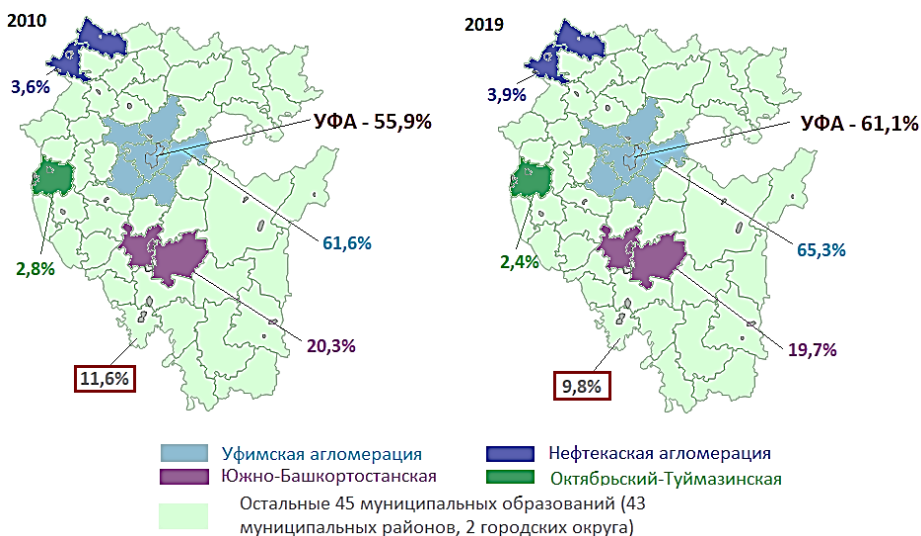 2010
3,6%
УФА - 55,9%
61,6%
2,8%
20,3%
11,6%
2019
3,9%
УФА - 61,1%
65,3%
2,4%
19,7%
9,8%
Уфимская агломерация
Нефтекаская агломерация
Южно-Башкортостанская
Октябрьский-Туймазинская
Остальные 45 муниципальных образований (43
муниципальных районов, 2 городских округа)